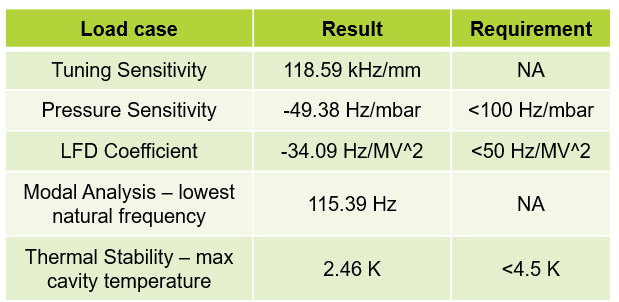 Load case Result Requirement
Tuning Sensitivity 118.59 kHz/mm NA
Pressure Sensitivity -49.38 Hz/mbar <100 Hz/mbar
LFD Coefficient -34.09 Hz/MV^2 <50 Hz/MV^2
Modal Analysis – lowest
natural frequency 115.39 Hz NA
Thermal Stability – max
cavity temperature 2.46 K <4.5 K